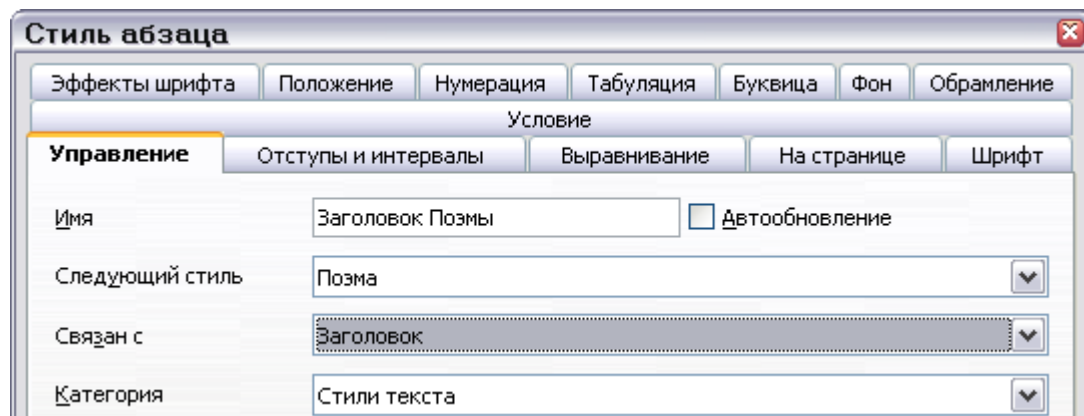 Стиль абзаца
Эффекты шрифта Положение Нумерация Табуляция Буквица Фон Обрамление
Условие
Управление Отступы и интервалы Выравнивание На странице Шрифт
Имя Заголовок Поэмы Автообновление
Следующий стиль Поэма
Связан с Заголовок
Категория Стили текста